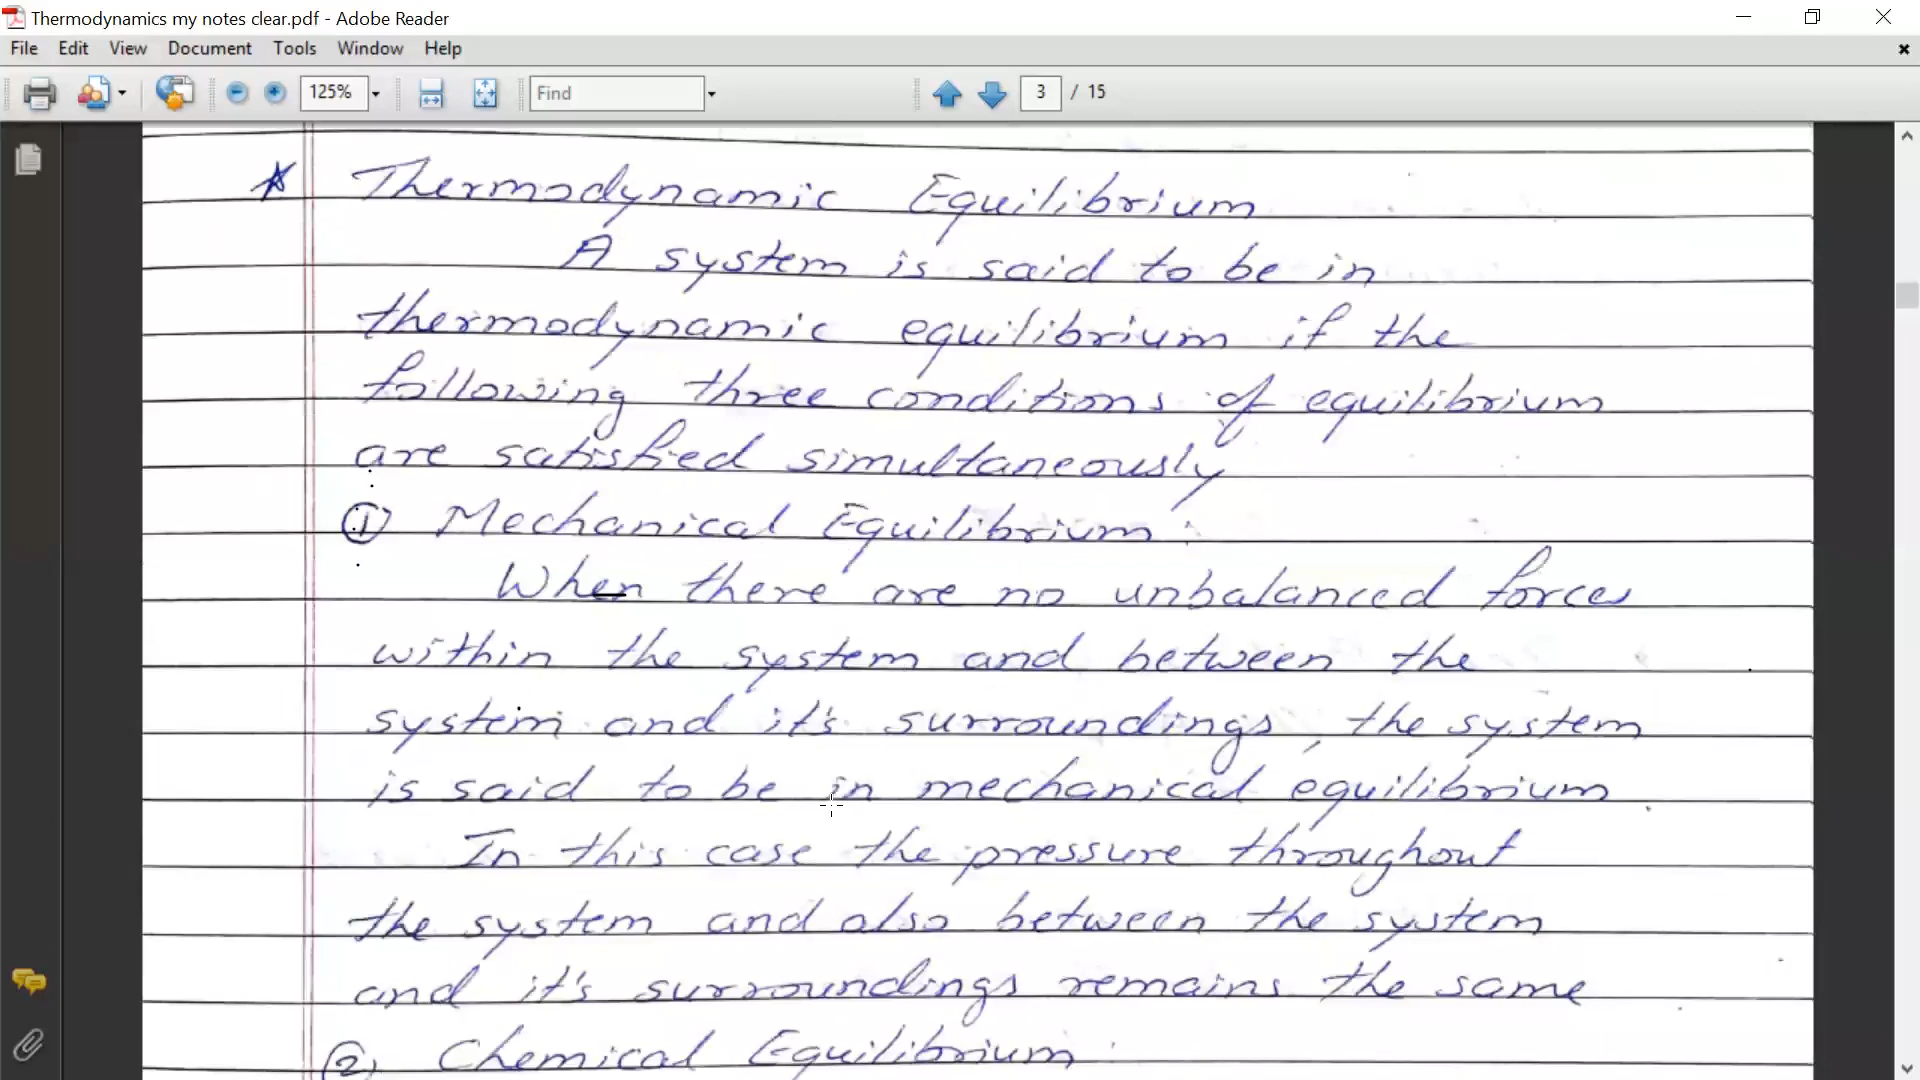 Thermodynamics my notes clear.pdf - Adobe Reader
File Edit View Document Tools Window Help
125% Find 3 / 15
Thermodynamic Equilibrium
A system is said to be in
thermodynamic equilibrium if the
following three conditions of equilibrium
are satisfied simultaneously
① Mechanical Equilibrium :
When there are no unbalanced forces
within the system and between the
system and it's surroundings, the system
is said to be in mechanical equilibrium
In this case the pressure throughout
the system and also between the system
and it's surroundings remains the same
② Chemical Equilibrium :